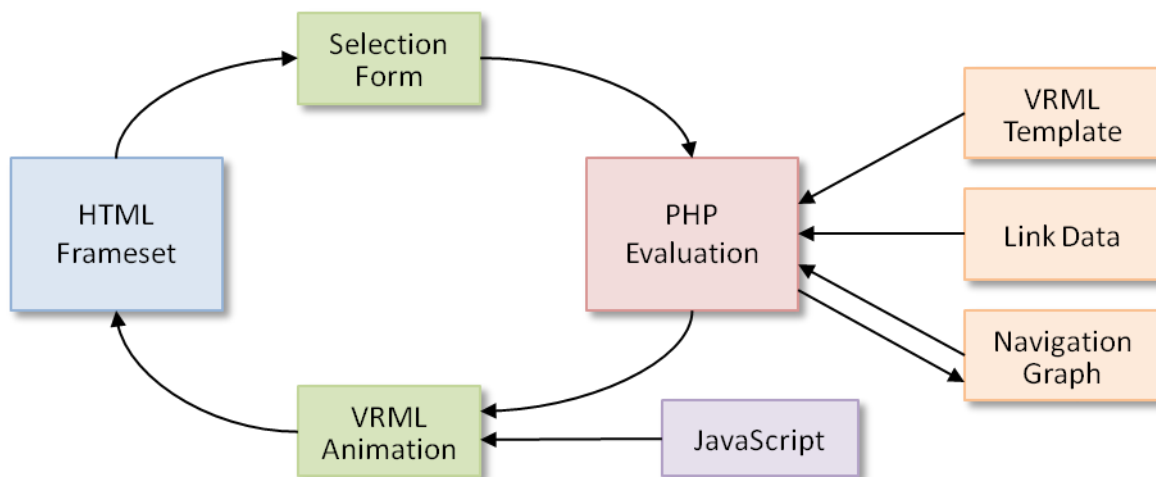 Selection
Form
VRML
Template
HTML
Frameset
PHP
Evaluation
Link Data
Navigation
Graph
VRML
Animation
JavaScript